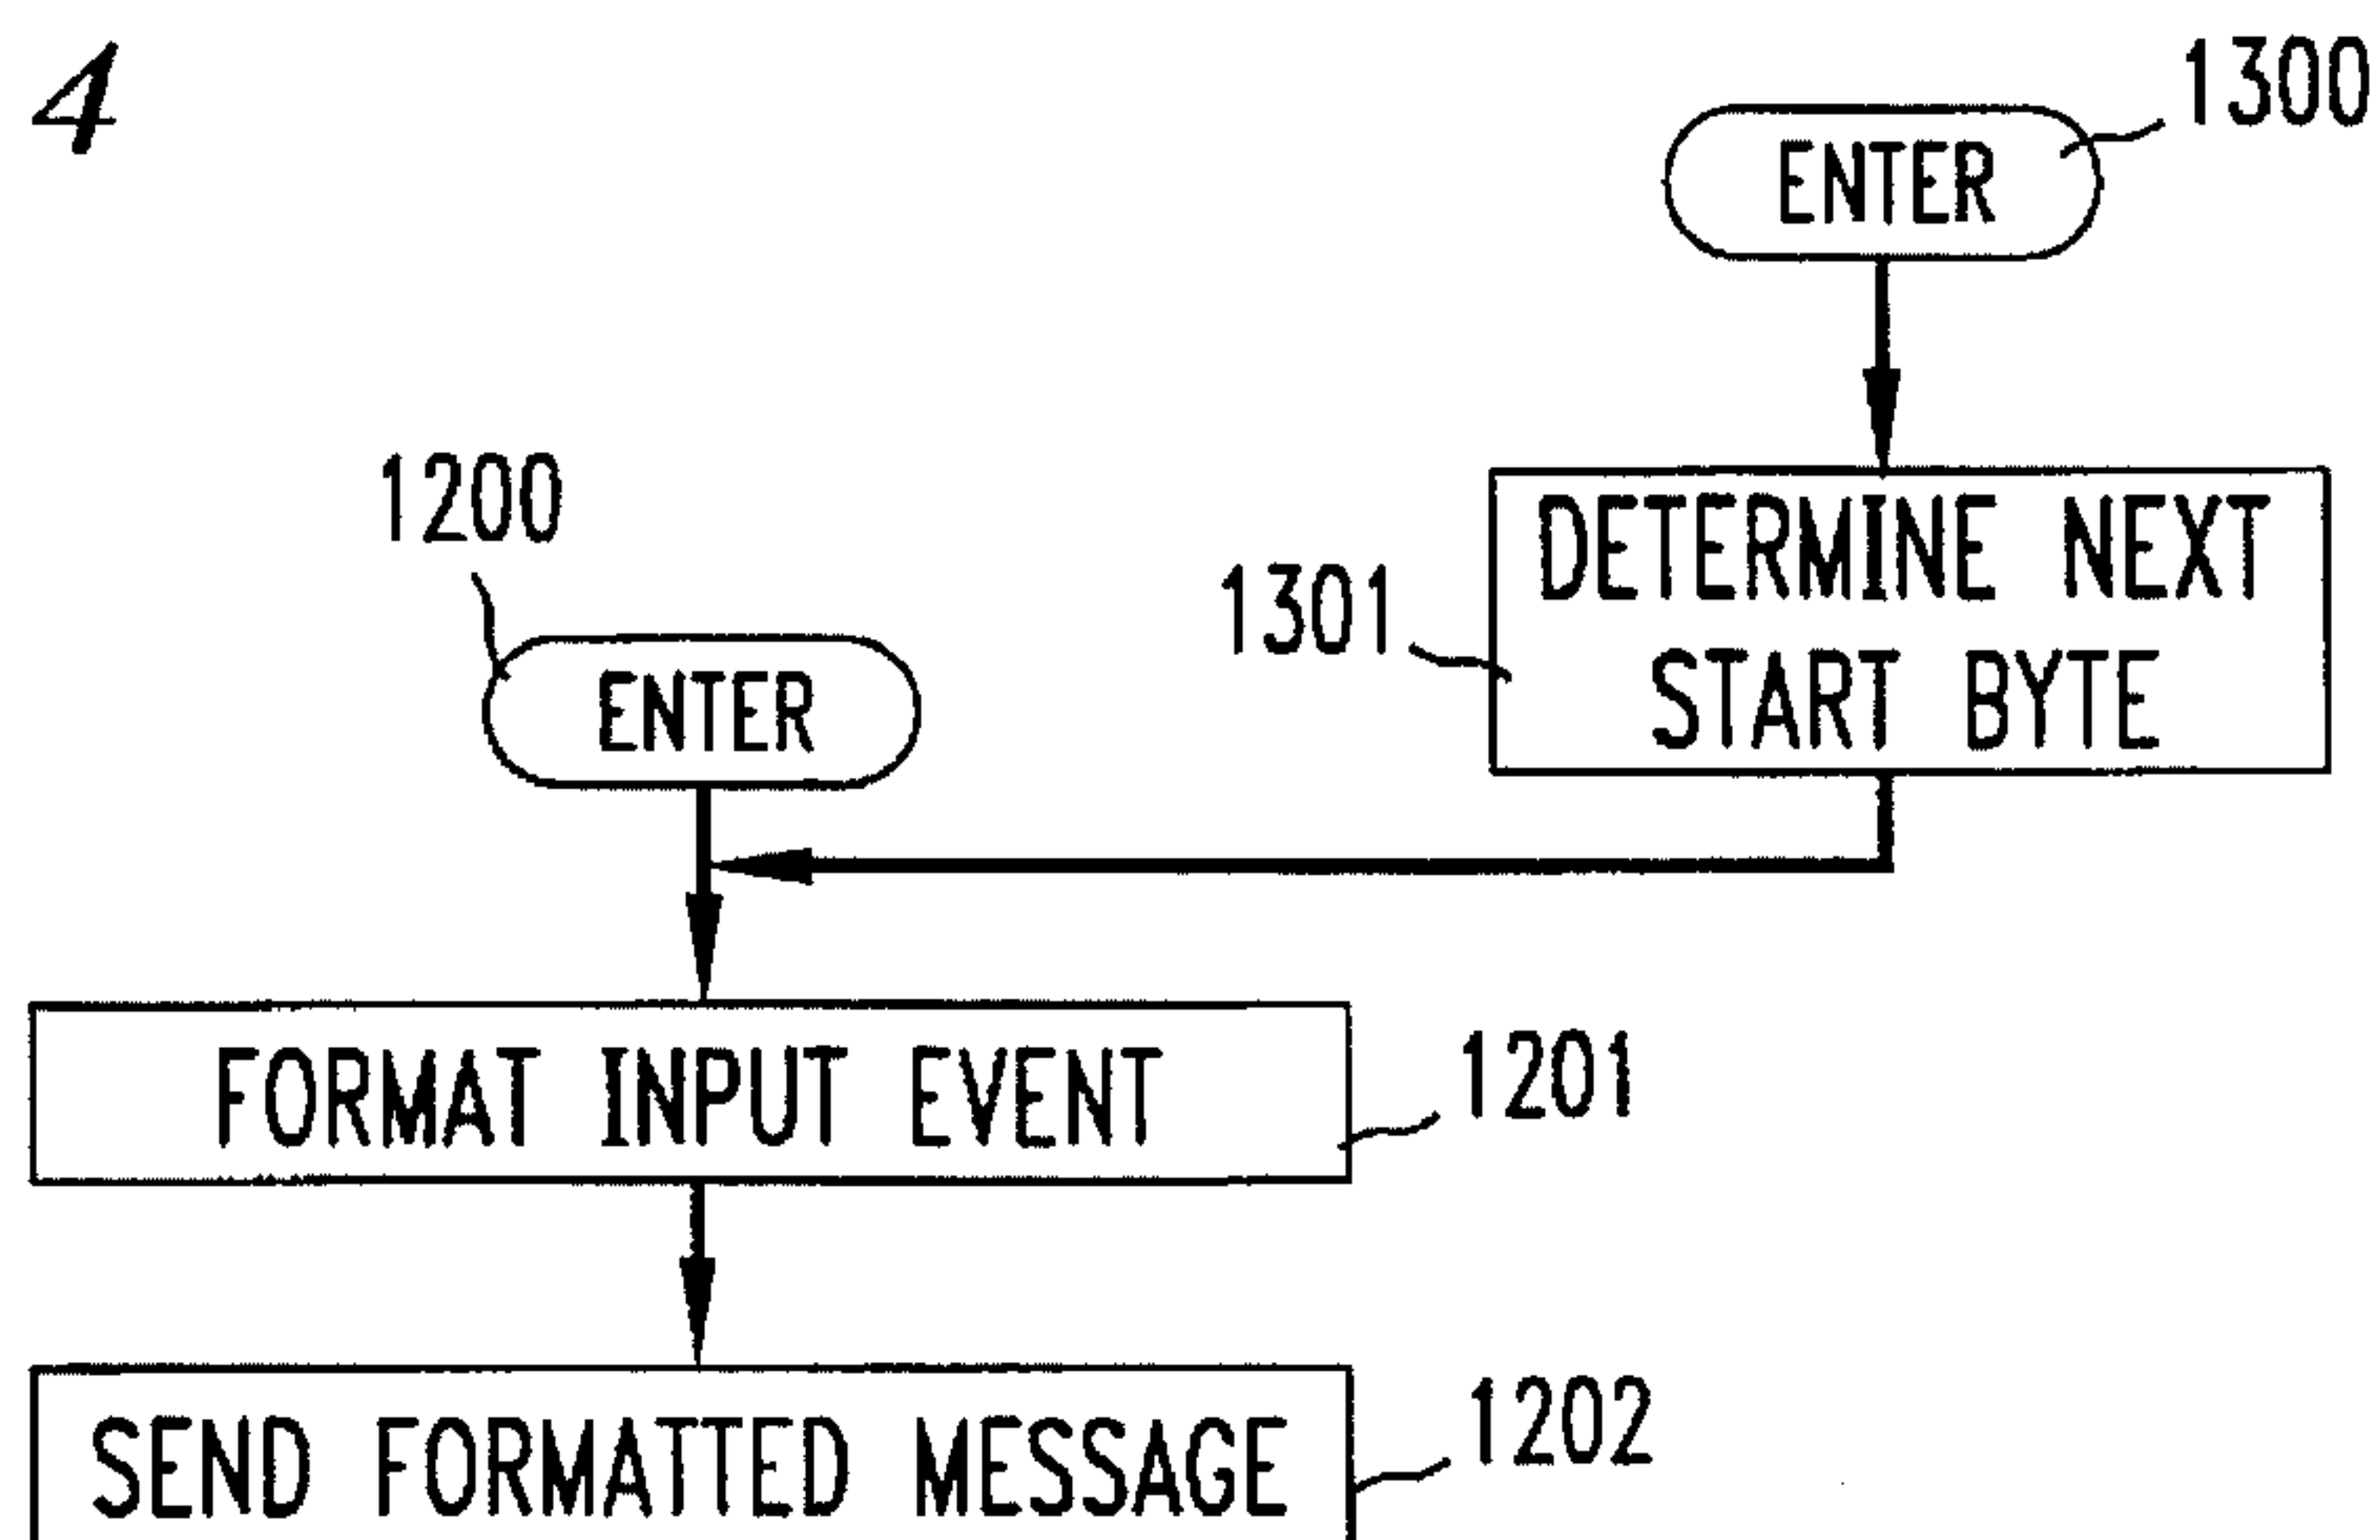 4
1300
ENTER
1200
DETERMINE NEXT
1301
START BYTE
ENTER
FORMAT INPUT EVENT
1201
SEND FORMATTED MESSAGE
1202